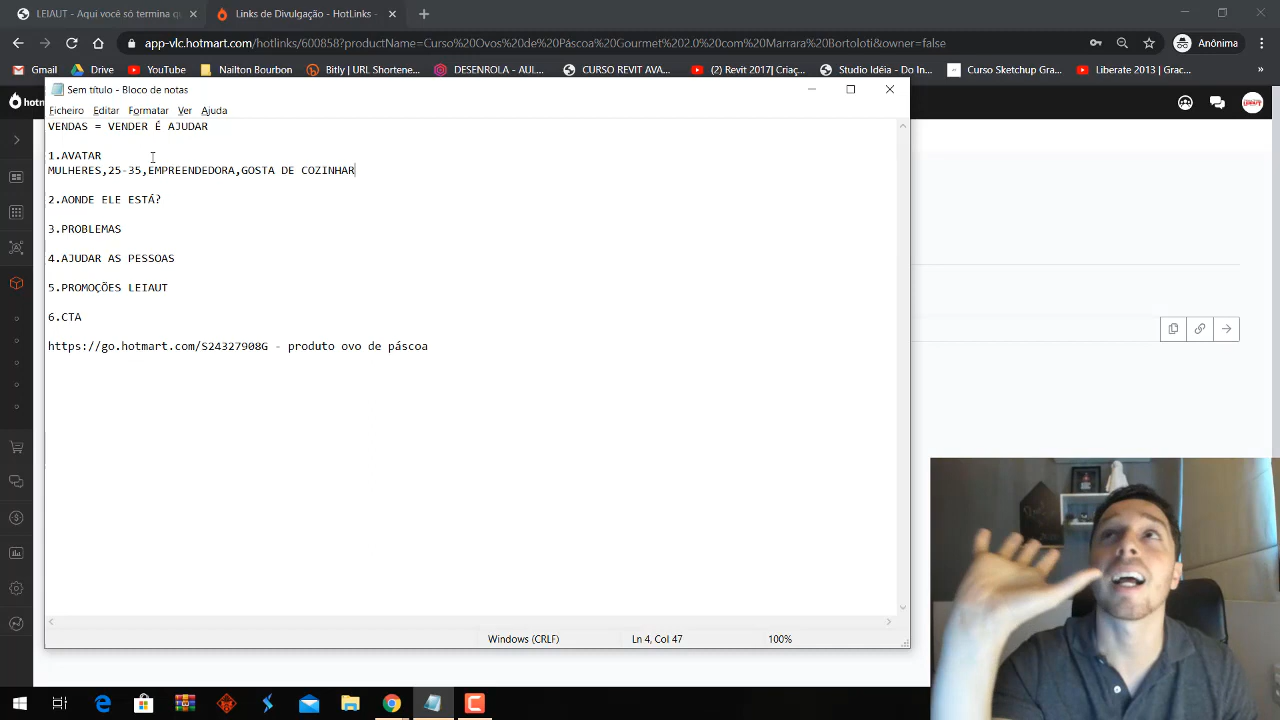 LEIAUT - Aqui você só termina qu
Links de Divulgação - HotLinks -
app-vlc.hotmart.com/hotlinks/600858?productName=Curso%20Ovos%20de%20Páscoa%20Gourmet%202.0%20com%20Marrara%20Bortoloti&owner=false
Anônima
Gmail
Drive
YouTube
Nailton Bourbon
Bitly | URL Shortene...
DESENROLA - AUL...
CURSO REVIT AVA...
(2) Revit 2017| Criaç...
Studio Idéia - Do In...
Curso Sketchup Gra...
Liberate 2013 | Grac...
»
Sem título - Bloco de notas
hotm
Ficheiro Editar Formatar Ver Ajuda
VENDAS = VENDER É AJUDAR
1.AVATAR
MULHERES,25-35,EMPREENDEDORA,GOSTA DE COZINHAR
2.AONDE ELE ESTÁ?
3.PROBLEMAS
4.AJUDAR AS PESSOAS
5.PROMOÇÕES LEIAUT
6.CTA
https://go.hotmart.com/S24327908G - produto ovo de páscoa
Windows (CRLF)
Ln 4, Col 47
100%